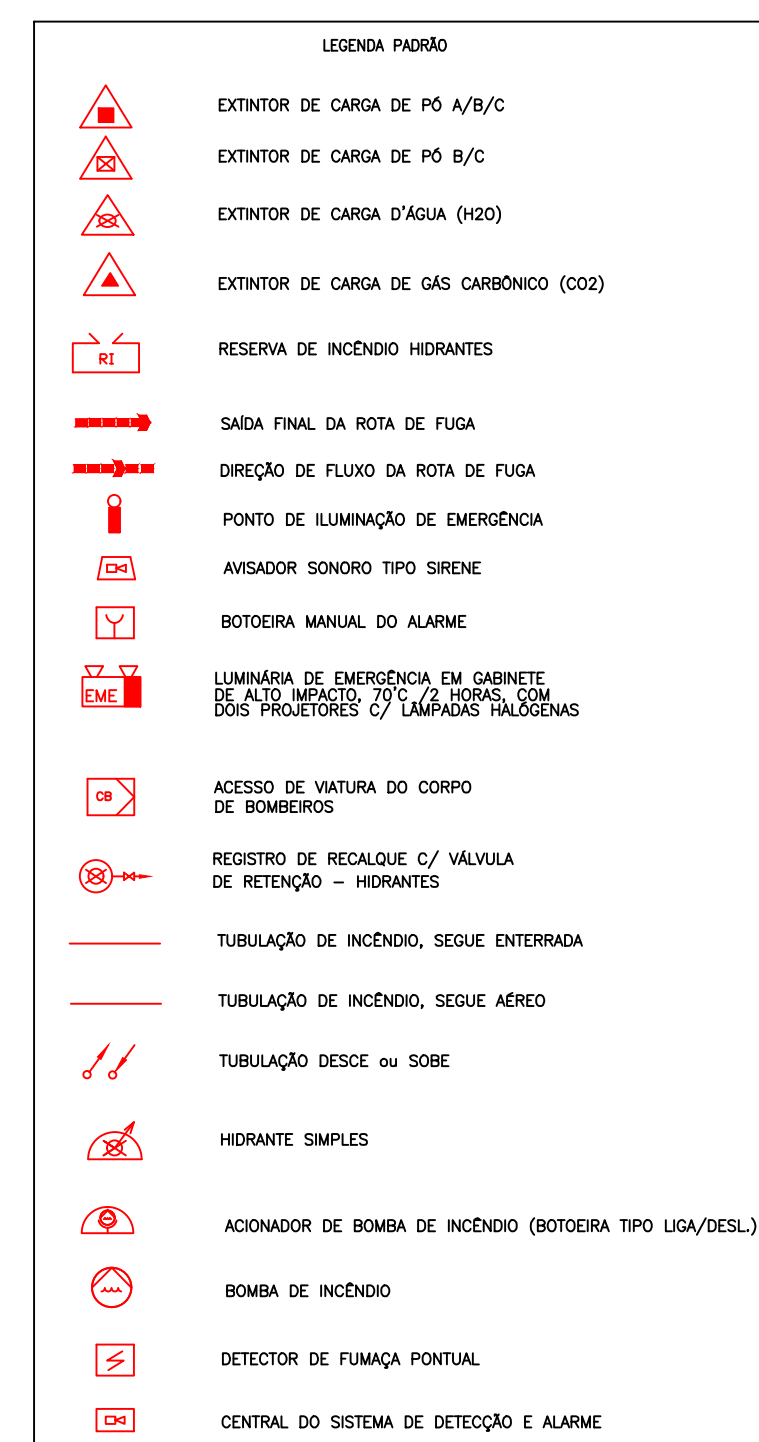 LEGENDA PADRÃO
EXTINTOR DE CARGA DE PÓ A/B/C
EXTINTOR DE CARGA DE PÓ B/C
EXTINTOR DE CARGA D'ÁGUA (H2O)
EXTINTOR DE CARGA DE GÁS CARBÔNICO (CO2)
RI
RESERVA DE INCÊNDIO HIDRANTES
SAÍDA FINAL DA ROTA DE FUGA
DIREÇÃO DE FLUXO DA ROTA DE FUGA
PONTO DE ILUMINAÇÃO DE EMERGÊNCIA
AVISADOR SONORO TIPO SIRENE
BOTOEIRA MANUAL DO ALARME
EME
LUMINÁRIA DE EMERGÊNCIA EM GABINETE
DE ALTO IMPACTO, 70°C /2 HORAS, COM
DOIS PROJETORES C/ LÂMPADAS HALÓGENAS
CB
ACESSO DE VIATURA DO CORPO
DE BOMBEIROS
REGISTRO DE RECALQUE C/ VÁLVULA
DE RETENÇÃO – HIDRANTES
TUBULAÇÃO DE INCÊNDIO, SEGUE ENTERRADA
TUBULAÇÃO DE INCÊNDIO, SEGUE AÉREO
TUBULAÇÃO DESCE ou SOBE
HIDRANTE SIMPLES
ACIONADOR DE BOMBA DE INCÊNDIO (BOTOEIRA TIPO LIGA/DESL.)
BOMBA DE INCÊNDIO
DETECTOR DE FUMAÇA PONTUAL
CENTRAL DO SISTEMA DE DETECÇÃO E ALARME